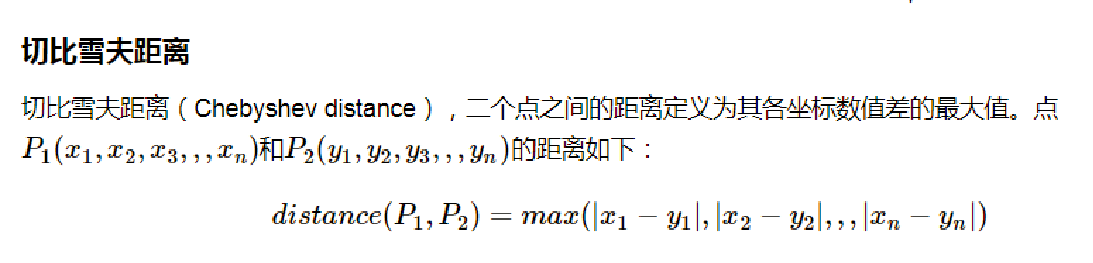 切比雪夫距离
切比雪夫距离（Chebyshev distance），二个点之间的距离定义为其各坐标数值差的最大值。点
P₁(x₁, x₂, x₃, , , xₙ)和P₂(y₁, y₂, y₃, , , yₙ)的距离如下：
distance(P₁, P₂) = max(|x₁ − y₁|, |x₂ − y₂|, , , |xₙ − yₙ|)